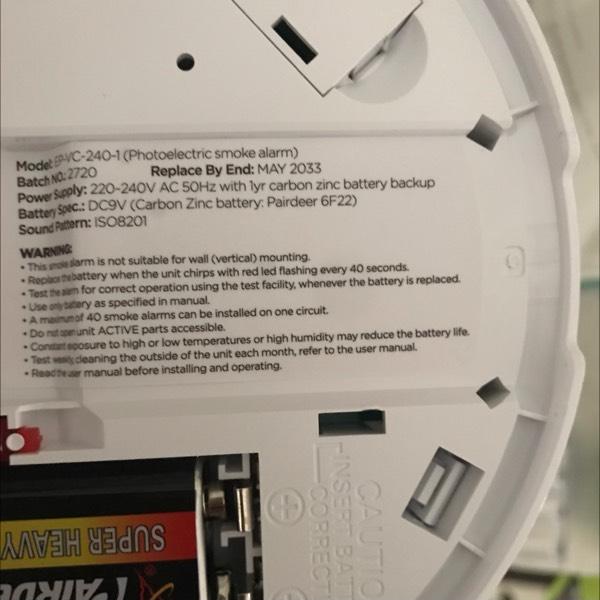 Model: EP-VC-240-1 (Photoelectric smoke alarm)
Batch NO: 2720 Replace By End: MAY 2033
Power Supply: 220-240V AC 50Hz with 1yr carbon zinc battery backup
Battery Spec.: DC9V (Carbon Zinc battery: Pairdeer 6F22)
Sound Pattern: ISO8201
WARNING:
• This smoke alarm is not suitable for wall (vertical) mounting.
• Replace the battery when the unit chirps with red led flashing every 40 seconds.
• Test the alarm for correct operation using the test facility, whenever the battery is replaced.
• Use only battery as specified in manual.
• A maximum of 40 smoke alarms can be installed on one circuit.
• Do not open unit ACTIVE parts accessible.
• Constant exposure to high or low temperatures or high humidity may reduce the battery life.
• Test weekly, cleaning the outside of the unit each month, refer to the user manual.
• Read the user manual before installing and operating.
CAUTIO
INSERT BATT
CORRECT
SUPER HEAVY
PAIRDE